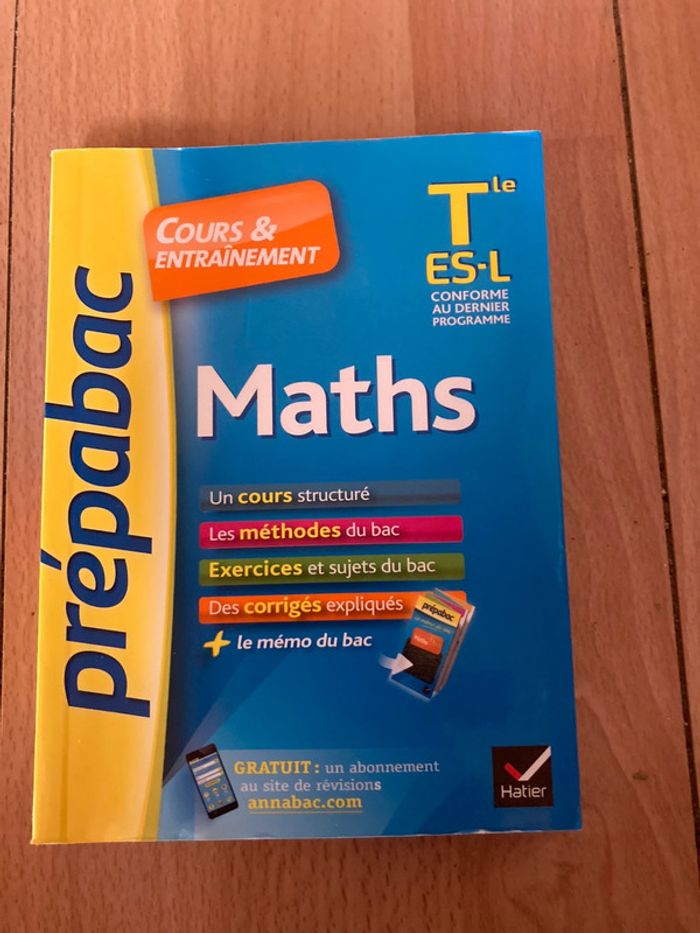 prépabac
COURS &
ENTRAÎNEMENT
Tle
ES-L
CONFORME
AU DERNIER
PROGRAMME
Maths
Un cours structuré
Les méthodes du bac
Exercices et sujets du bac
Des corrigés expliqués
+ le mémo du bac
prépabac
Maths
GRATUIT : un abonnement
au site de révisions
annabac.com
Hatier